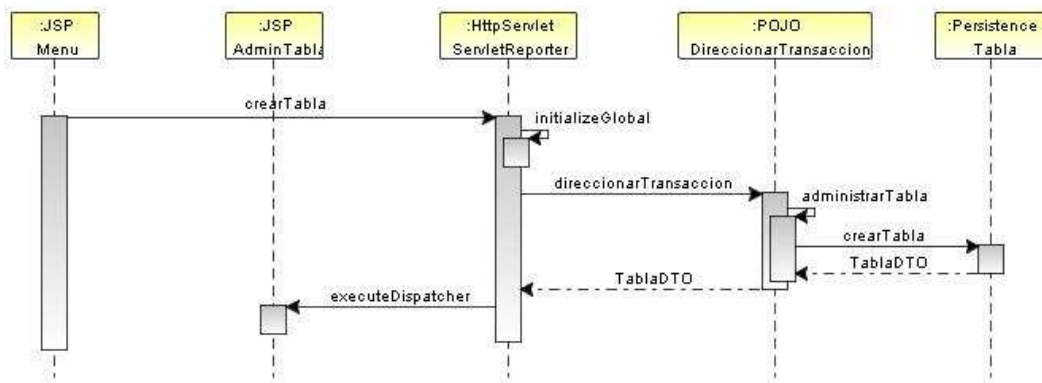 :JSP
Menu
:JSP
AdminTabla
:HttpServlet
ServletReporter
:POJO
DireccionarTransaccion
:Persistence
Tabla
crearTabla
initializeGlobal
direccionarTransaccion
administrarTabla
crearTabla
TablaDTO
TablaDTO
executeDispatcher